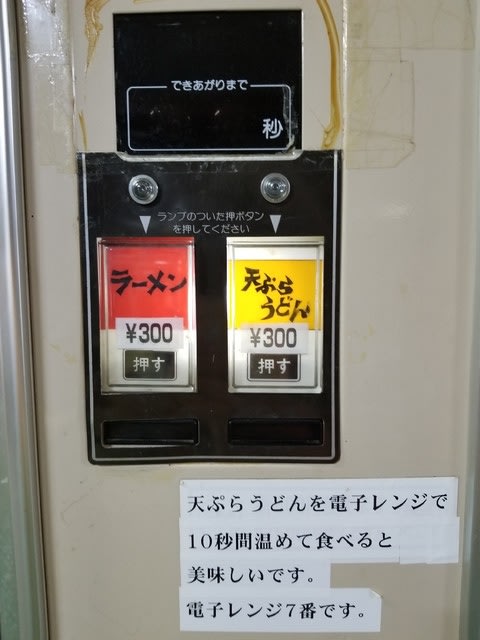 できあがりまで
秒
ランプのついた押ボタン
を押してください
ラーメン
¥300
押す
天ぷら
うどん
¥300
押す
天ぷらうどんを電子レンジで
10秒間温めて食べると
美味しいです。
電子レンジ7番です。